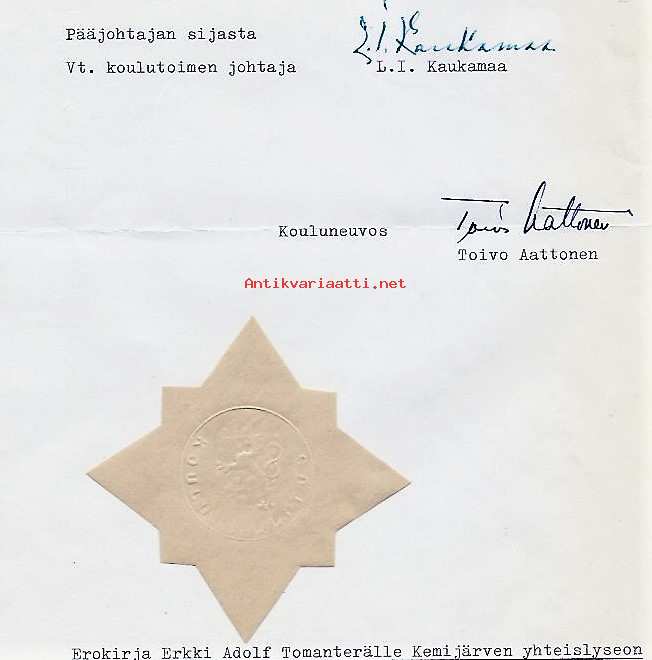 Pääjohtajan sijasta L.I. Kaukamaa
Vt. koulutoimen johtaja L.I. Kaukamaa
Toivo Aattonen
Kouluneuvos
Toivo Aattonen
Antikvariaatti.net
Erokirja Erkki Adolf Tomanterälle Kemijärven yhteislyseon